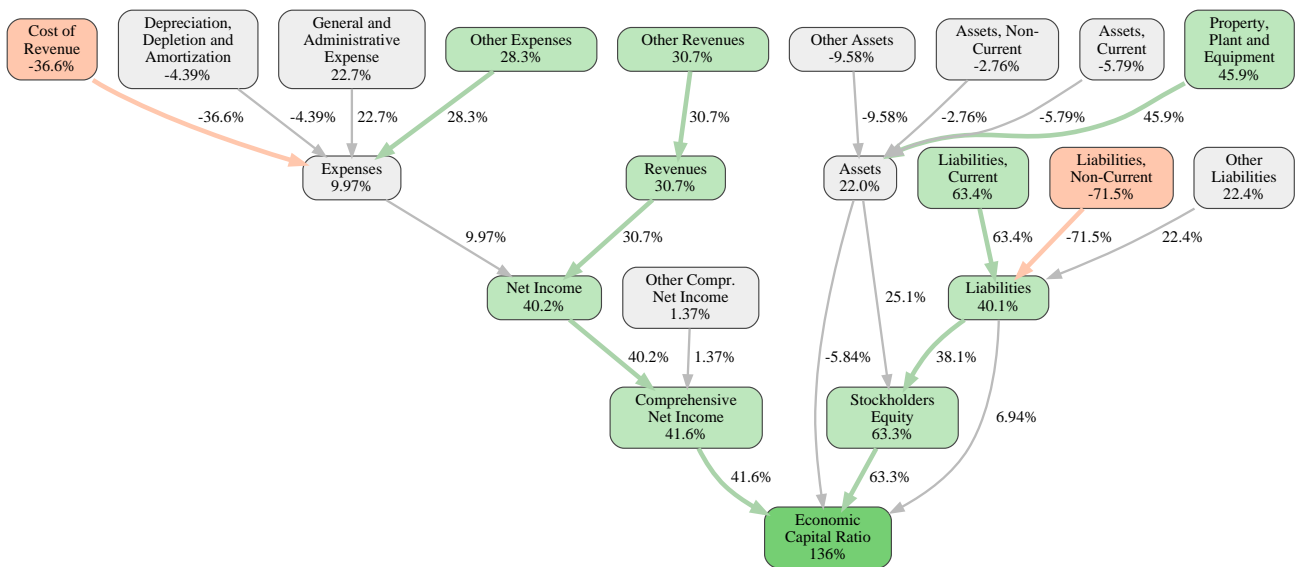 Cost of
Revenue
-36.6%
Depreciation,
Depletion and
Amortization
-4.39%
General and
Administrative
Expense
22.7%
Other Expenses
28.3%
Other Revenues
30.7%
Other Assets
-9.58%
Assets, Non-
Current
-2.76%
Assets,
Current
-5.79%
Property,
Plant and
Equipment
45.9%
-36.6%
-4.39%
22.7%
28.3%
30.7%
-9.58%
-2.76%
-5.79%
45.9%
Expenses
9.97%
Revenues
30.7%
Assets
22.0%
Liabilities,
Current
63.4%
Liabilities,
Non-Current
-71.5%
Other
Liabilities
22.4%
9.97%
30.7%
63.4%
-71.5%
22.4%
Net Income
40.2%
Other Compr.
Net Income
1.37%
25.1%
Liabilities
40.1%
40.2%
1.37%
-5.84%
38.1%
Comprehensive
Net Income
41.6%
Stockholders
Equity
63.3%
6.94%
41.6%
63.3%
Economic
Capital Ratio
136%